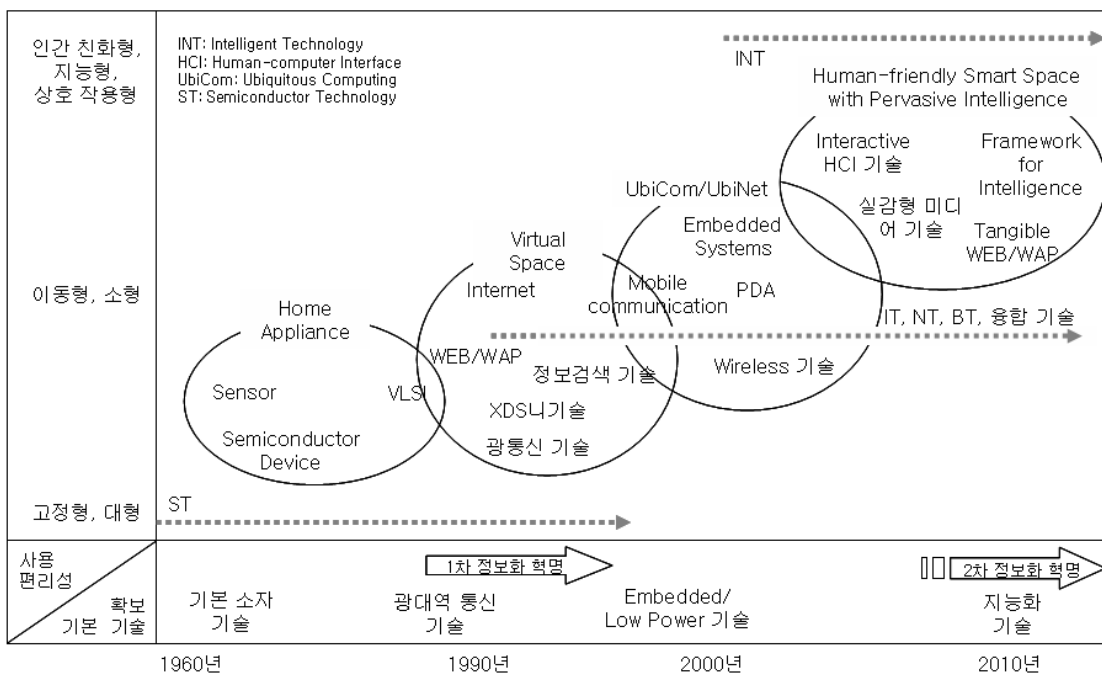 인간 친화형,
지능형,
상호 작용형
INT: Intelligent Technology
HCI: Human-computer Interface
UbiCom: Ubiquitous Computing
ST: Semiconductor Technology
INT
Human-friendly Smart Space
with Pervasive Intelligence
Interactive
HCI 기술
Framework
for
Intelligence
실감형 미디
어 기술
Tangible
WEB/WAP
UbiCom/UbiNet
Embedded
Systems
Mobile
communication
PDA
Wireless 기술
IT, NT, BT, 융합 기술
Virtual
Space
Internet
WEB/WAP
정보검색 기술
XDS니기술
광통신 기술
이동형, 소형
Home
Appliance
Sensor
VLSI
Semiconductor
Device
고정형, 대형
ST
사용
편리성
확보
기본 기술
1차 정보화 혁명
2차 정보화 혁명
기본 소자
기술
광대역 통신
기술
Embedded/
Low Power 기술
지능화
기술
1960년
1990년
2000년
2010년